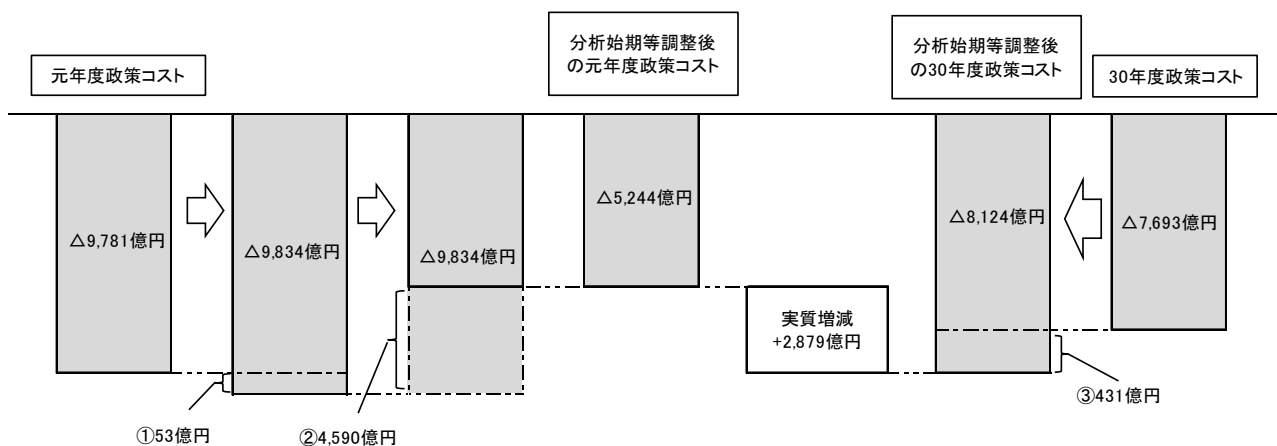 元年度政策コスト
分析始期等調整後
の元年度政策コスト
分析始期等調整後
の30年度政策コスト
30年度政策コスト
△9,781億円
△9,834億円
△9,834億円
△5,244億円
△8,124億円
△7,693億円
実質増減
+2,879億円
①53億円
②4,590億円
③431億円